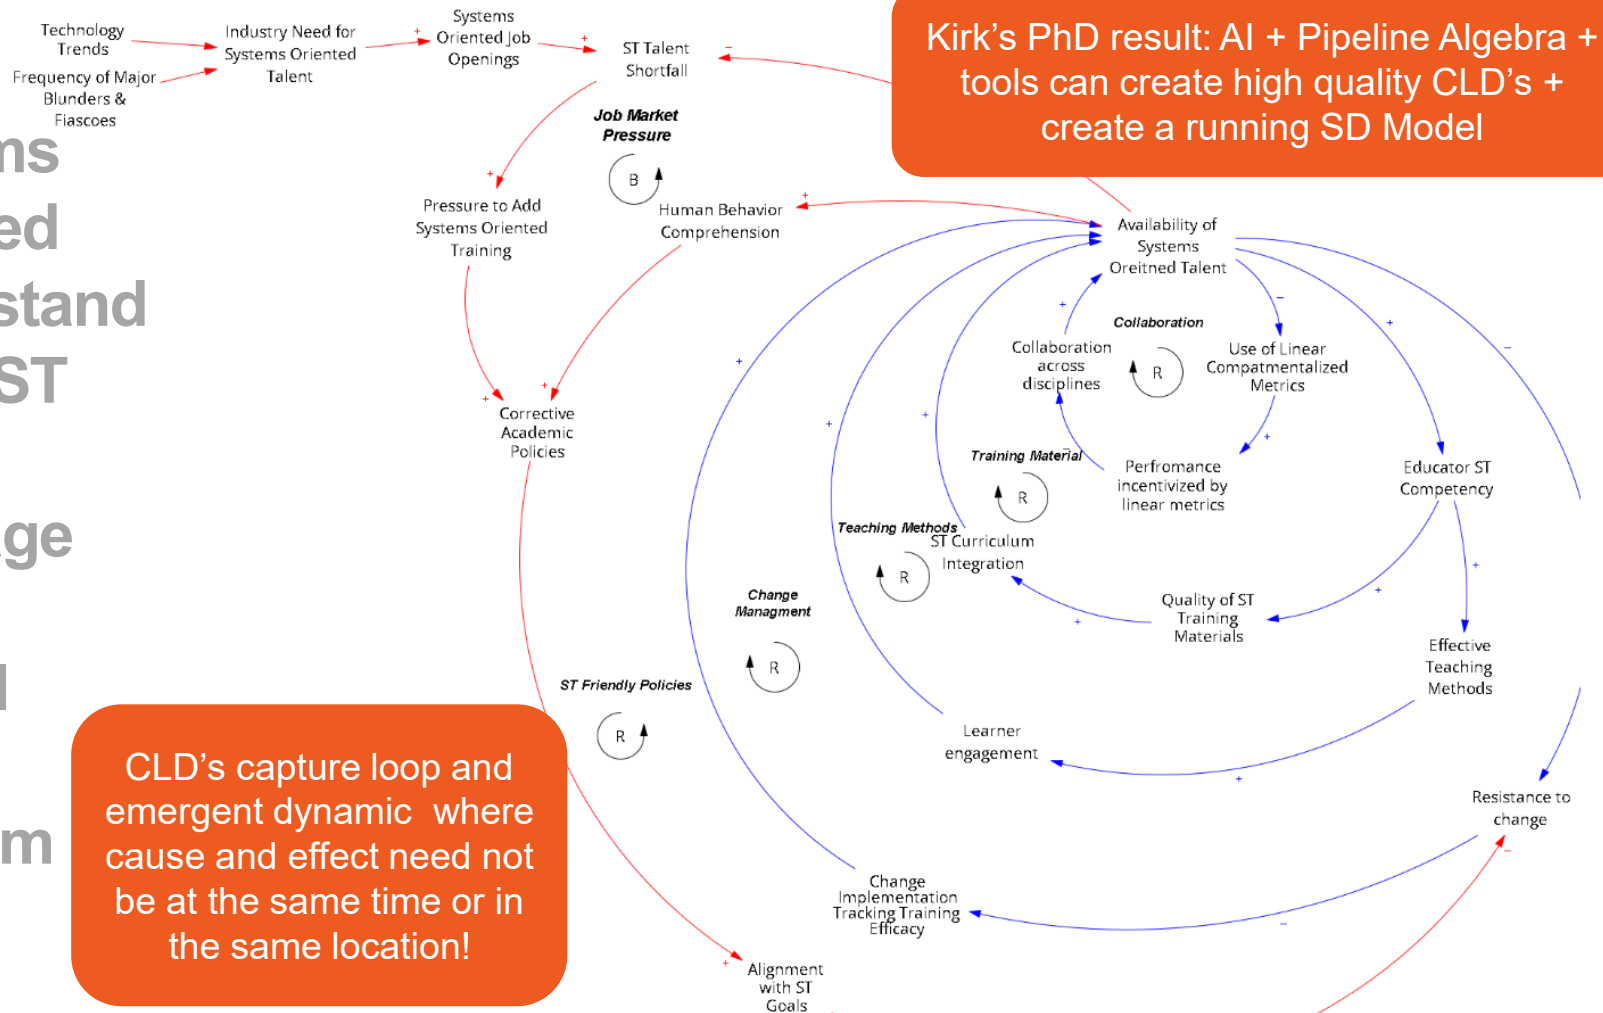 Technology
Trends
Frequency of Major
Blunders &
Fiascoes
Industry Need for
Systems Oriented
Talent
+
Systems
Oriented Job
Openings
+
ST Talent
Shortfall
–
Kirk's PhD result: AI + Pipeline Algebra +
tools can create high quality CLD's +
create a running SD Model
ms
ed
stand
ST
age
m
Job Market
Pressure
B
+
Pressure to Add
Systems Oriented
Training
Human Behavior
Comprehension
+
Availability of
Systems
Oreitned Talent
+
Collaboration
R
–
+
–
Collaboration
across
disciplines
Use of Linear
Compatmentalized
Metrics
+
+
+
+
+
+
Corrective
Academic
Policies
+
–
Training Material
R
Perfromance
incentivized by
linear metrics
Educator ST
Competency
Teaching Methods
R
ST Curriculum
Integration
+
+
+
Quality of ST
Training
Materials
Change
Managment
R
Effective
Teaching
Methods
ST Friendly Policies
R
Learner
engagement
+
CLD's capture loop and
emergent dynamic where
cause and effect need not
be at the same time or in
the same location!
Resistance to
change
–
Change
Implementation
Tracking Training
Efficacy
–
+
Alignment
with ST
Goals